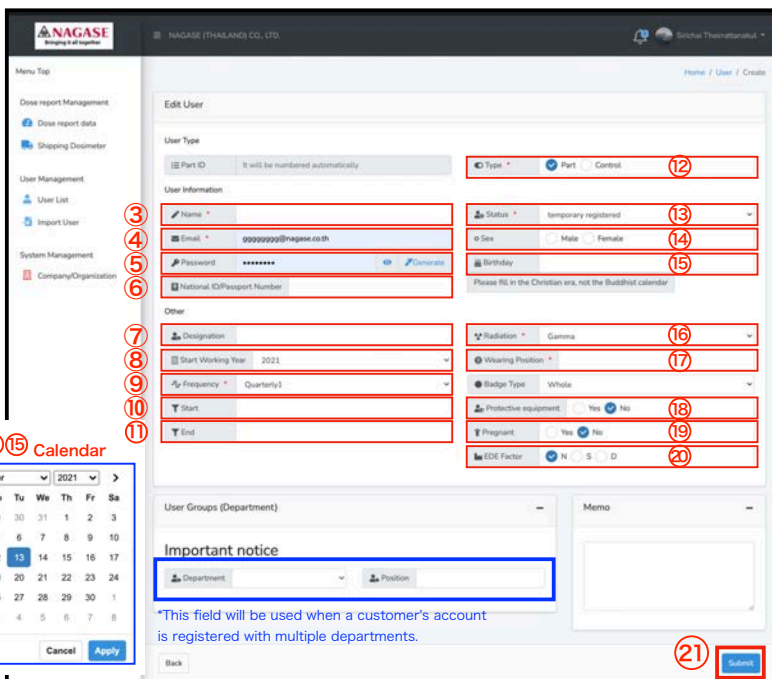 NAGASE
Bringing it all together
NAGASE (THAILAND) CO., LTD.
Sirichai Theirattanakul
Menu Top
Home / User / Create
Dose report Management
Dose report data
Shipping Dosimeter
User Management
User List
Import User
System Management
Company/Organization
Edit User
User Type
Part ID It will be numbered automatically
Type * Part Control ⑫
User Information
③ Name *
Status * temporary registered ⑬
④ Email * gggggggg@nagase.co.th
Sex Male Female ⑭
⑤ Password •••••••• Generate
Birthday ⑮
⑥ National ID/Passport Number
Please fill in the Christian era, not the Buddhist calendar
Other
⑦ Designation
Radiation * Gamma ⑯
⑧ Start Working Year 2021
Wearing Position * ⑰
⑨ Frequency * Quarterly1
Badge Type Whole
⑩ Start
Protective equipment Yes No ⑱
⑪ End
Pregnant Yes No ⑲
EDE Factor N S D ⑳
⑮ Calendar
2021
Tu We Th Fr Sa
30 31 1 2 3
6 7 8 9 10
13 14 15 16 17
20 21 22 23 24
27 28 29 30 1
4 5 6 7 8
Cancel Apply
User Groups (Department) −
Memo −
Important notice
Department
Position
*This field will be used when a customer's account
is registered with multiple departments.
Back
㉑ Submit